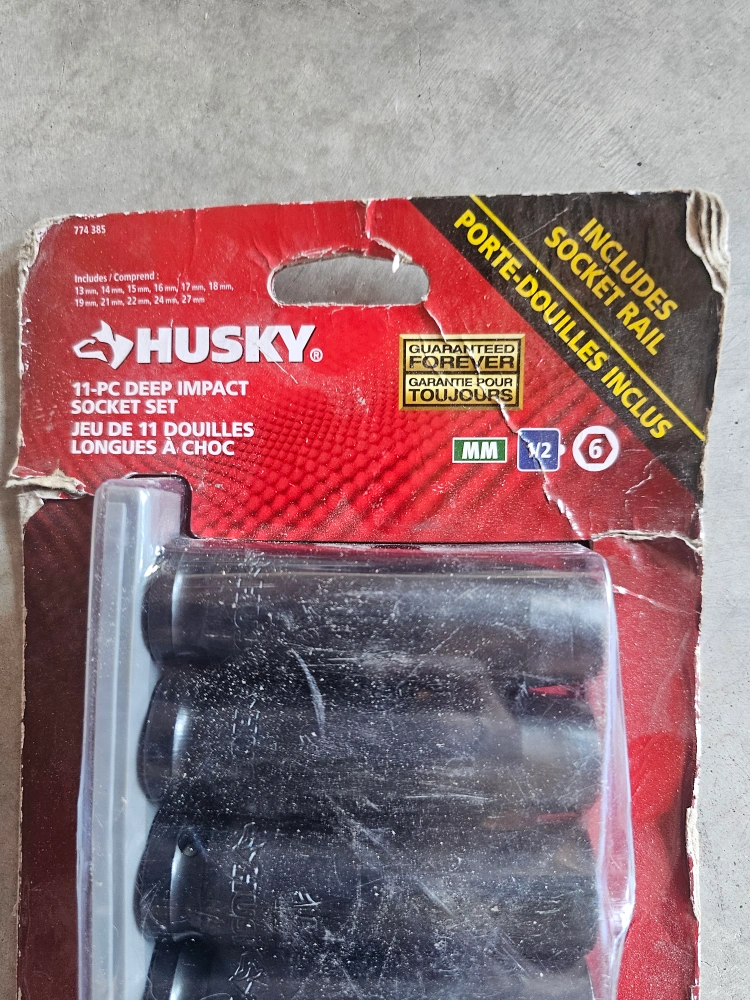 774 385
Includes / Comprend :
13 mm, 14 mm, 15 mm, 16 mm, 17 mm, 18 mm,
19 mm, 21 mm, 22 mm, 24 mm, 27 mm
HUSKY®
11-PC DEEP IMPACT
SOCKET SET
JEU DE 11 DOUILLES
LONGUES À CHOC
INCLUDES
SOCKET RAIL
PORTE-DOUILLES INCLUS
GUARANTEED
FOREVER
GARANTIE POUR
TOUJOURS
MM
1/2
6